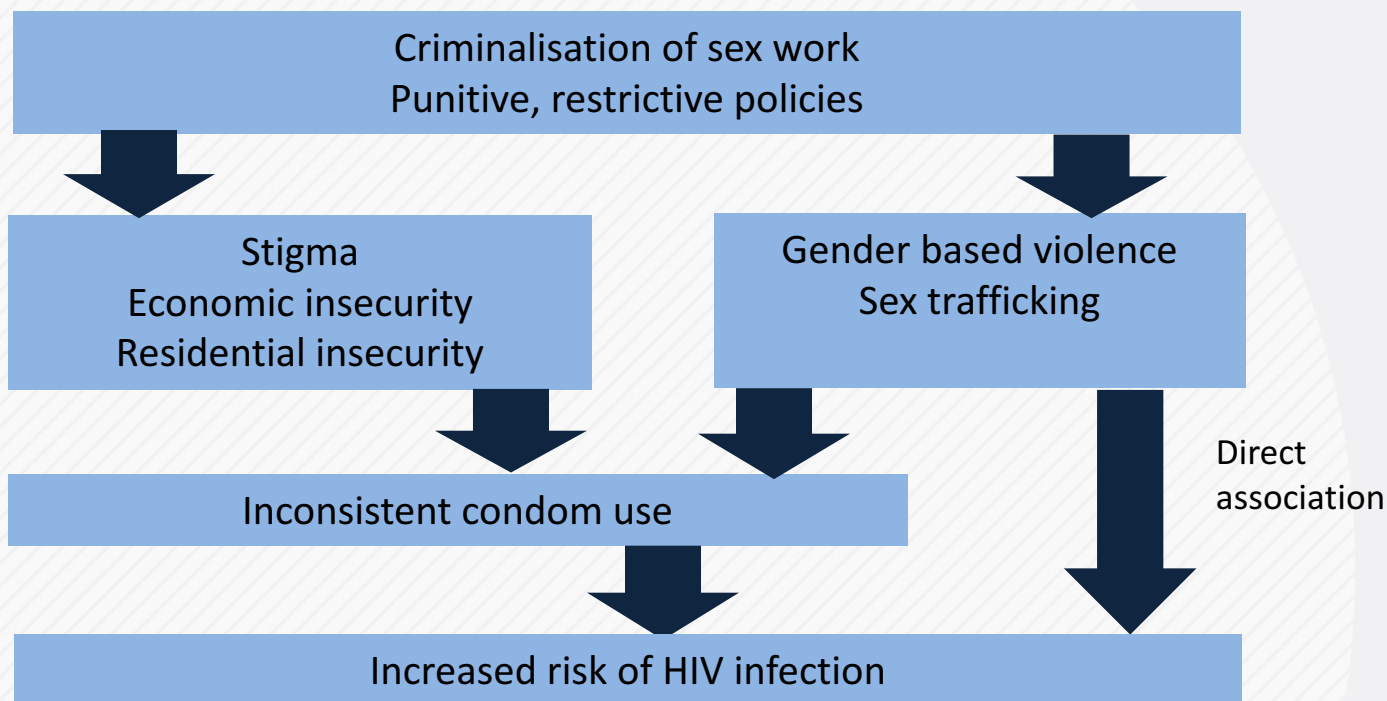 Criminalisation of sex work
Punitive, restrictive policies
Stigma
Economic insecurity
Residential insecurity
Gender based violence
Sex trafficking
Direct
association
Inconsistent condom use
Increased risk of HIV infection